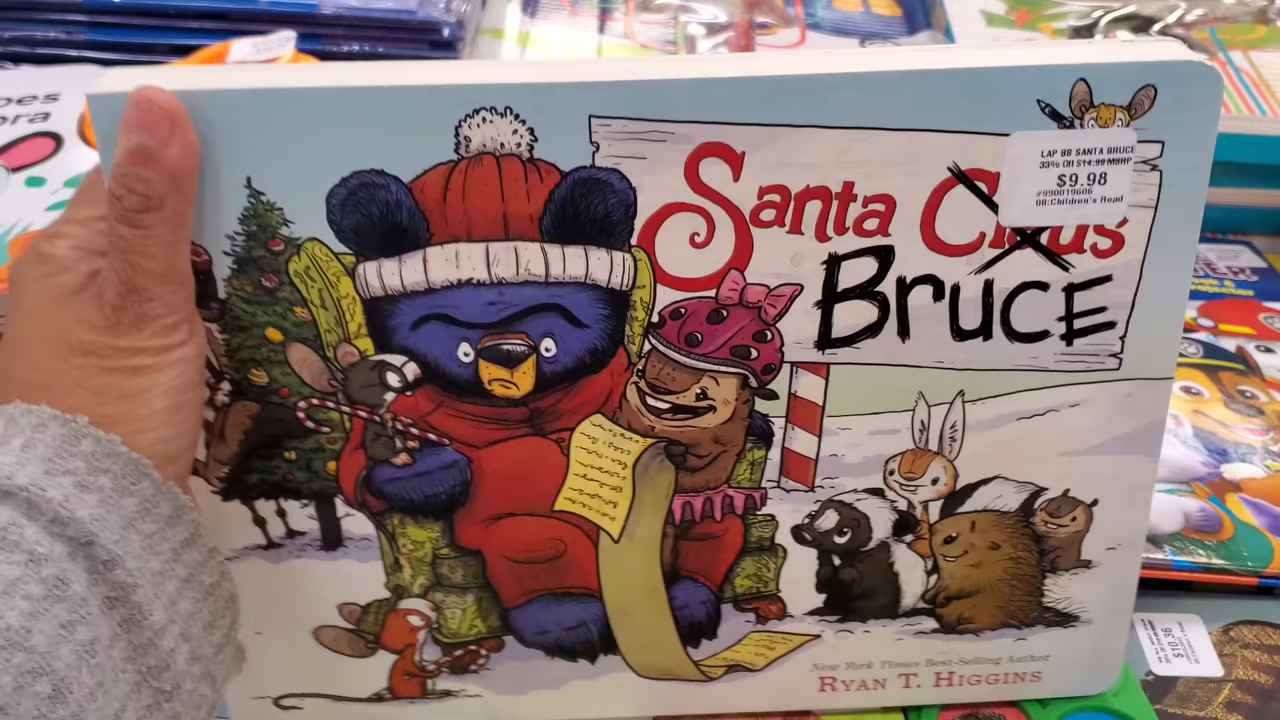 Santa Claus
BRUCE
LAP BB SANTA BRUCE
33% Off $14.99 MSRP
$9.98
#990019606
08:Children's Read
New York Times Best-Selling Author
RYAN T. HIGGINS
$10.36